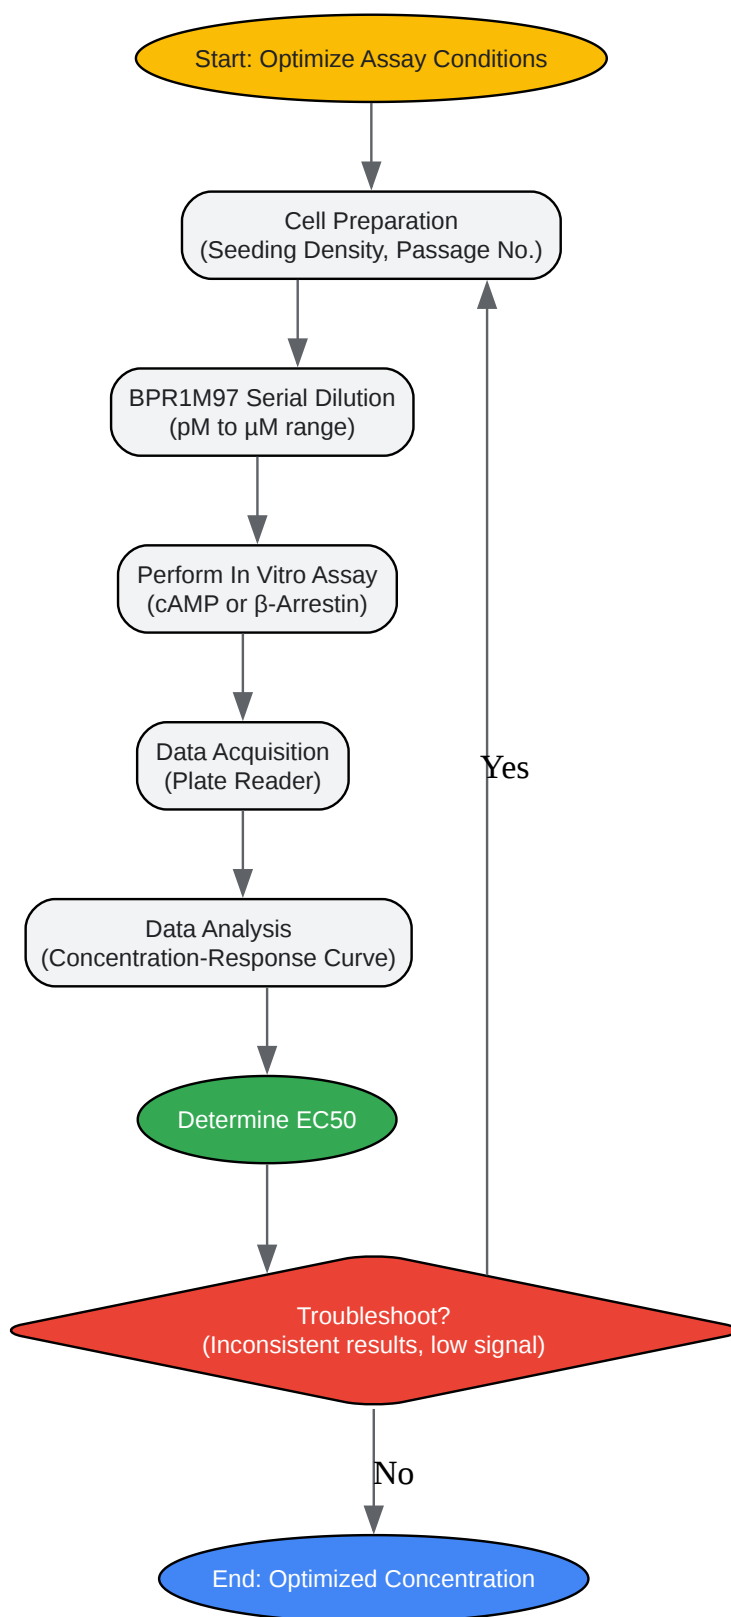 Start: Optimize Assay Conditions
Cell Preparation
(Seeding Density, Passage No.)
BPR1M97 Serial Dilution
(pM to µM range)
Perform In Vitro Assay
(cAMP or β-Arrestin)
Data Acquisition
(Plate Reader)
Yes
Data Analysis
(Concentration-Response Curve)
Determine EC50
Troubleshoot?
(Inconsistent results, low signal)
No
End: Optimized Concentration